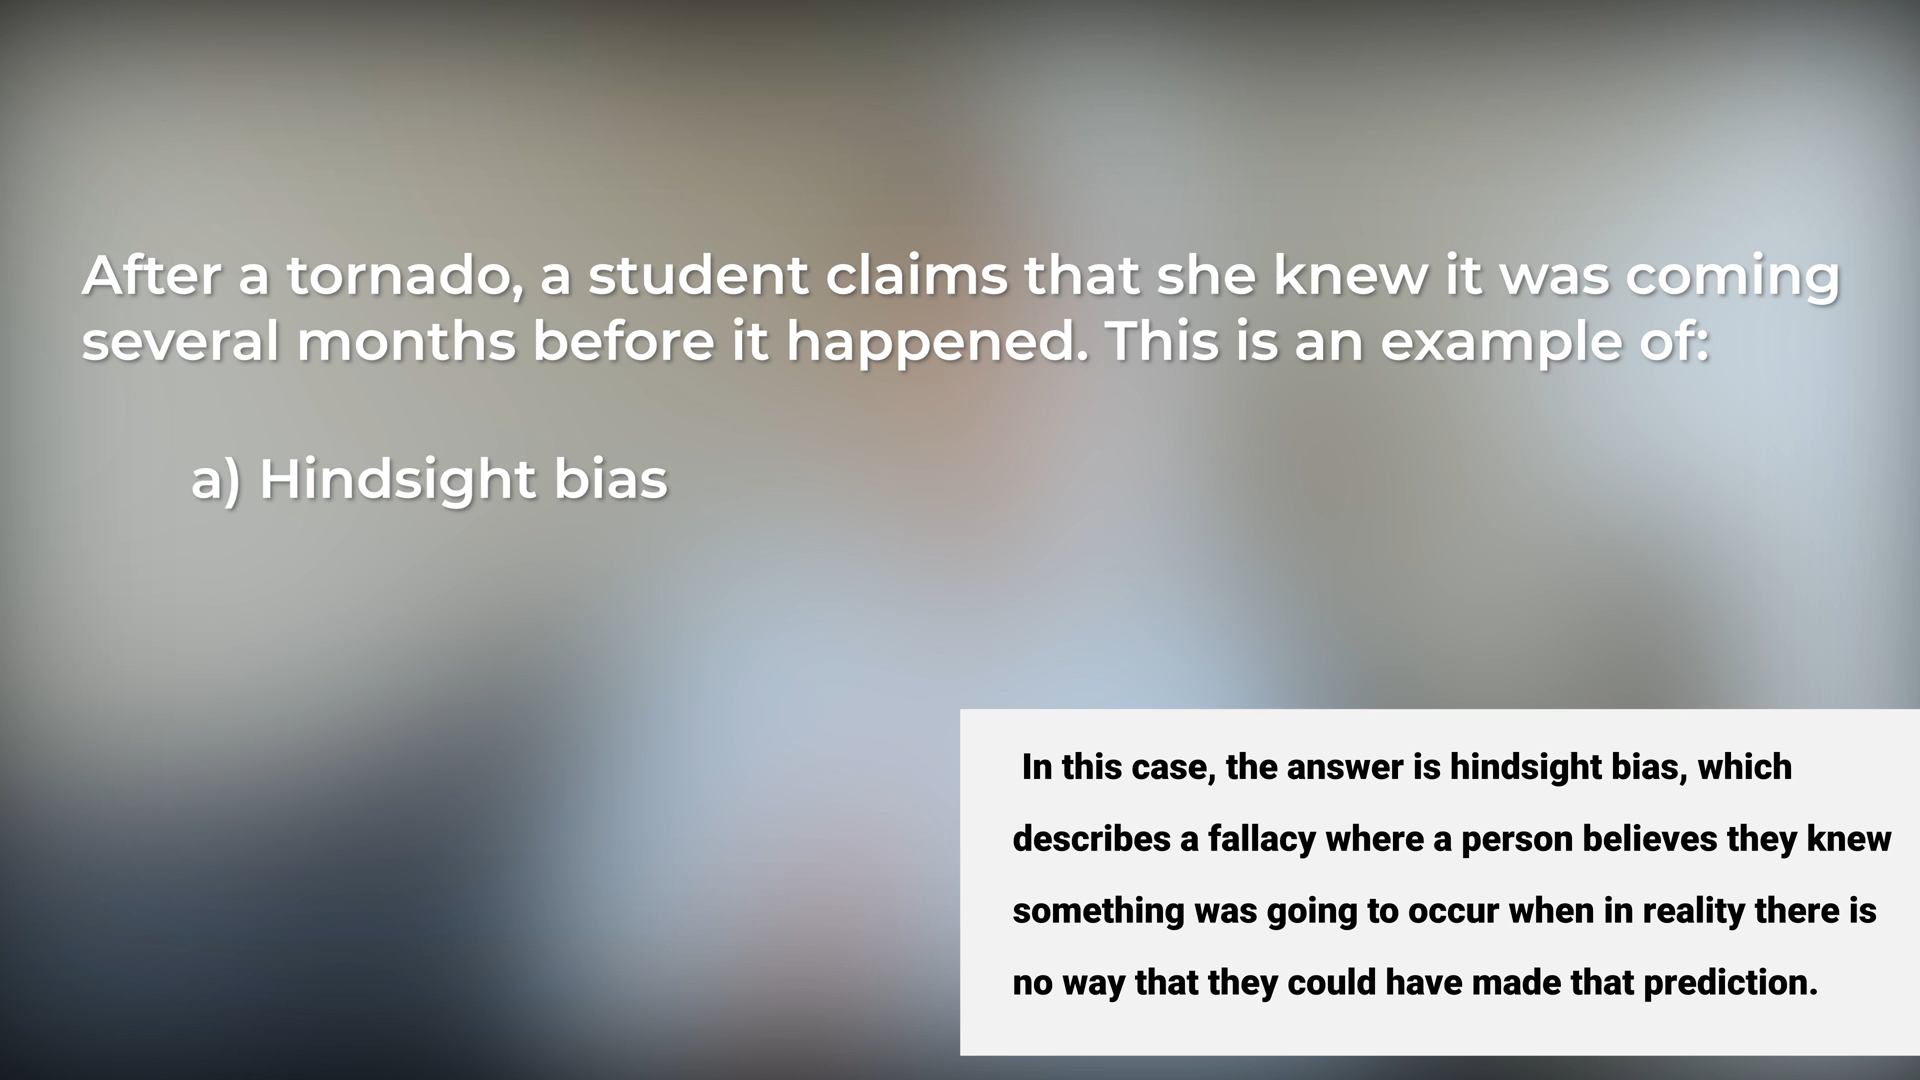 After a tornado, a student claims that she knew it was coming
several months before it happened. This is an example of:
a) Hindsight bias
In this case, the answer is hindsight bias, which
describes a fallacy where a person believes they knew
something was going to occur when in reality there is
no way that they could have made that prediction.